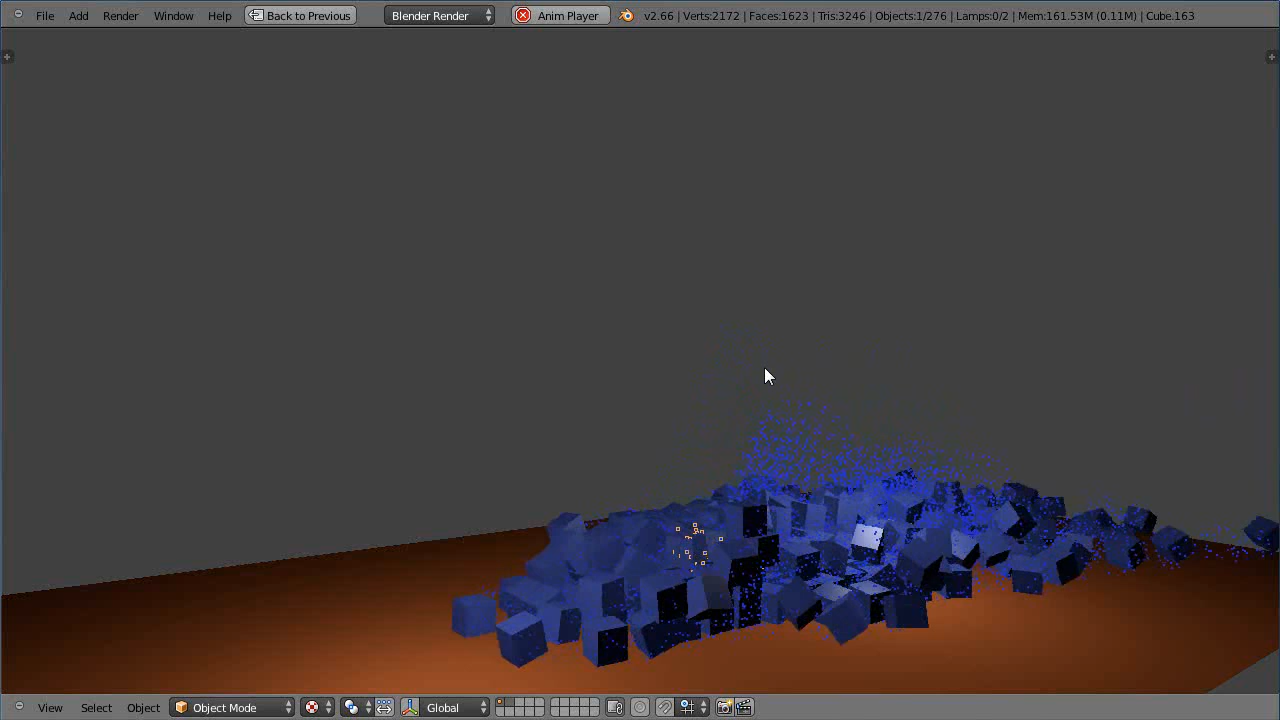 File Add Render Window Help Back to Previous Blender Render Anim Player v2.66 | Verts:2172 | Faces:1623 | Tris:3246 | Objects:1/276 | Lamps:0/2 | Mem:161.53M (0.11M) | Cube.163
View Select Object Object Mode Global